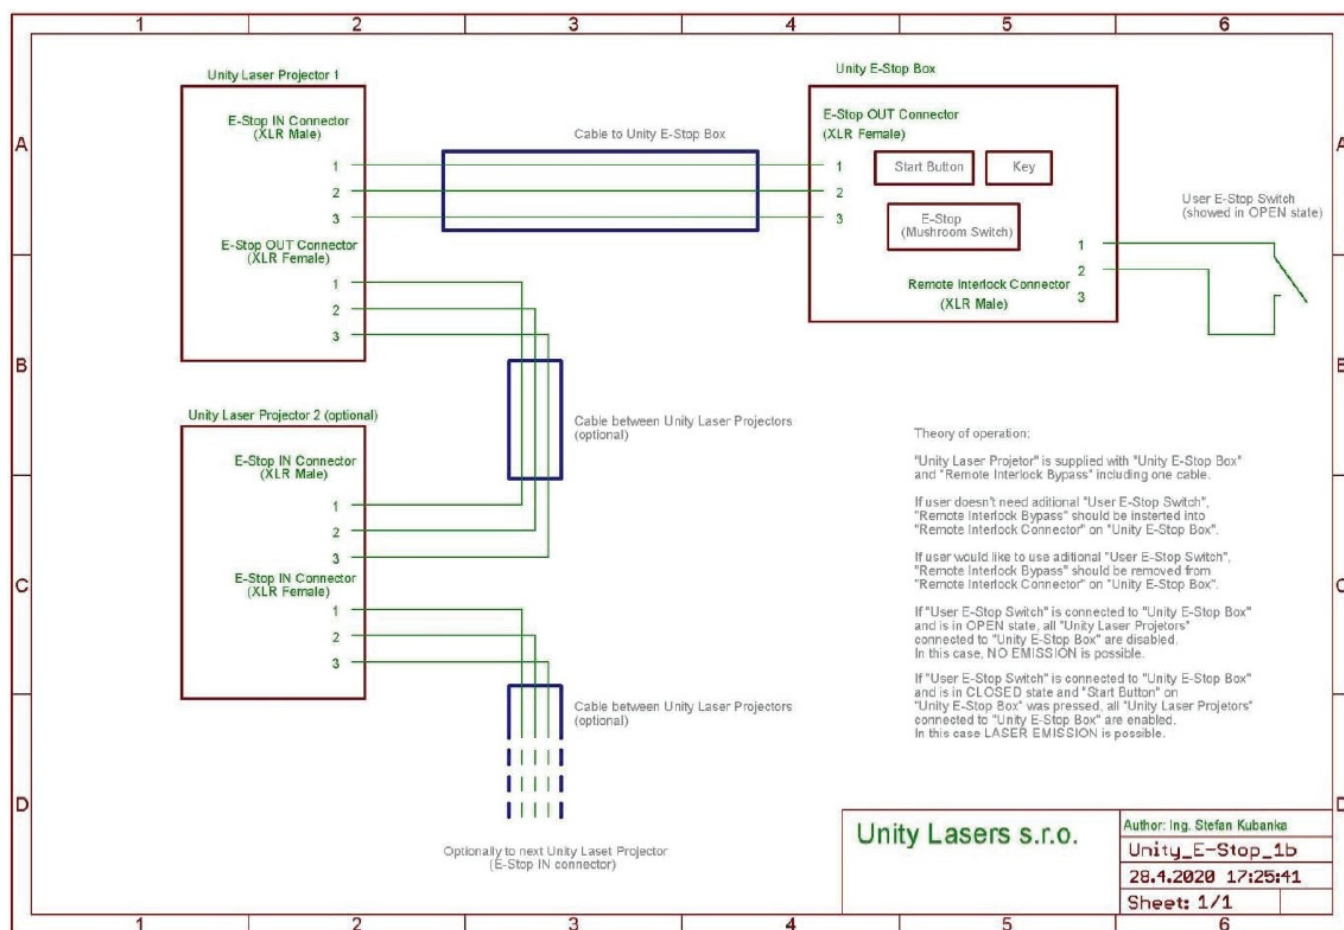 1 2 3 4 5 6
Unity Laser Projector 1
E-Stop IN Connector
(XLR Male)
1
2
3
E-Stop OUT Connector
(XLR Female)
1
2
3
Cable to Unity E-Stop Box
Unity E-Stop Box
E-Stop OUT Connector
(XLR Female)
1
2
3
Start Button
Key
E-Stop
(Mushroom Switch)
1
2
3
Remote Interlock Connector
(XLR Male)
User E-Stop Switch
(showed in OPEN state)
A
A
B
B
C
C
D
D
Cable between Unity Laser Projectors
(optional)
Unity Laser Projector 2 (optional)
E-Stop IN Connector
(XLR Male)
1
2
3
E-Stop IN Connector
(XLR Female)
1
2
3
Cable between Unity Laser Projectors
(optional)
Optionally to next Unity Laset Projector
(E-Stop IN connector)
Theory of operation:
"Unity Laser Projetor" is supplied with "Unity E-Stop Box"
and "Remote Interlock Bypass" including one cable.
If user doesn't need aditional "User E-Stop Switch",
"Remote Interlock Bypass" should be insterted into
"Remote Interlock Connector" on "Unity E-Stop Box".
If user would like to use aditional "User E-Stop Switch",
"Remote Interlock Bypass" should be removed from
"Remote Interlock Connector" on "Unity E-Stop Box".
If "User E-Stop Switch" is connected to "Unity E-Stop Box"
and is in OPEN state, all "Unity Laser Projetors"
connected to "Unity E-Stop Box" are disabled.
In this case, NO EMISSION is possible.
If "User E-Stop Switch" is connected to "Unity E-Stop Box"
and is in CLOSED state and "Start Button" on
"Unity E-Stop Box" was pressed, all "Unity Laser Projetors"
connected to "Unity E-Stop Box" are enabled.
In this case LASER EMISSION is possible.
Unity Lasers s.r.o.
Author: Ing. Stefan Kubanka
Unity_E-Stop_1b
28.4.2020 17:25:41
Sheet: 1/1
1 2 3 4 5 6